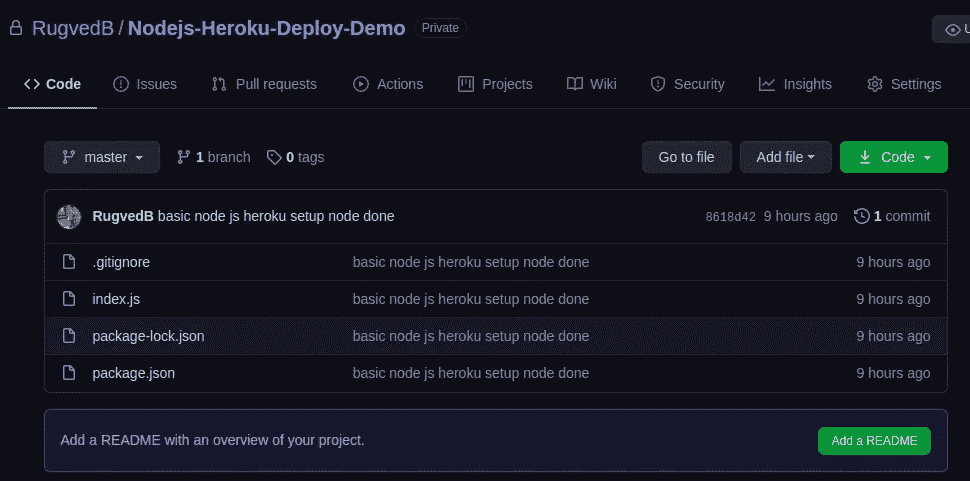 RugvedB / Nodejs-Heroku-Deploy-Demo Private U
Code Issues Pull requests Actions Projects Wiki Security Insights Settings
master 1 branch 0 tags Go to file Add file Code
RugvedB basic node js heroku setup node done 8618d42 9 hours ago 1 commit
.gitignore basic node js heroku setup node done 9 hours ago
index.js basic node js heroku setup node done 9 hours ago
package-lock.json basic node js heroku setup node done 9 hours ago
package.json basic node js heroku setup node done 9 hours ago
Add a README with an overview of your project. Add a README